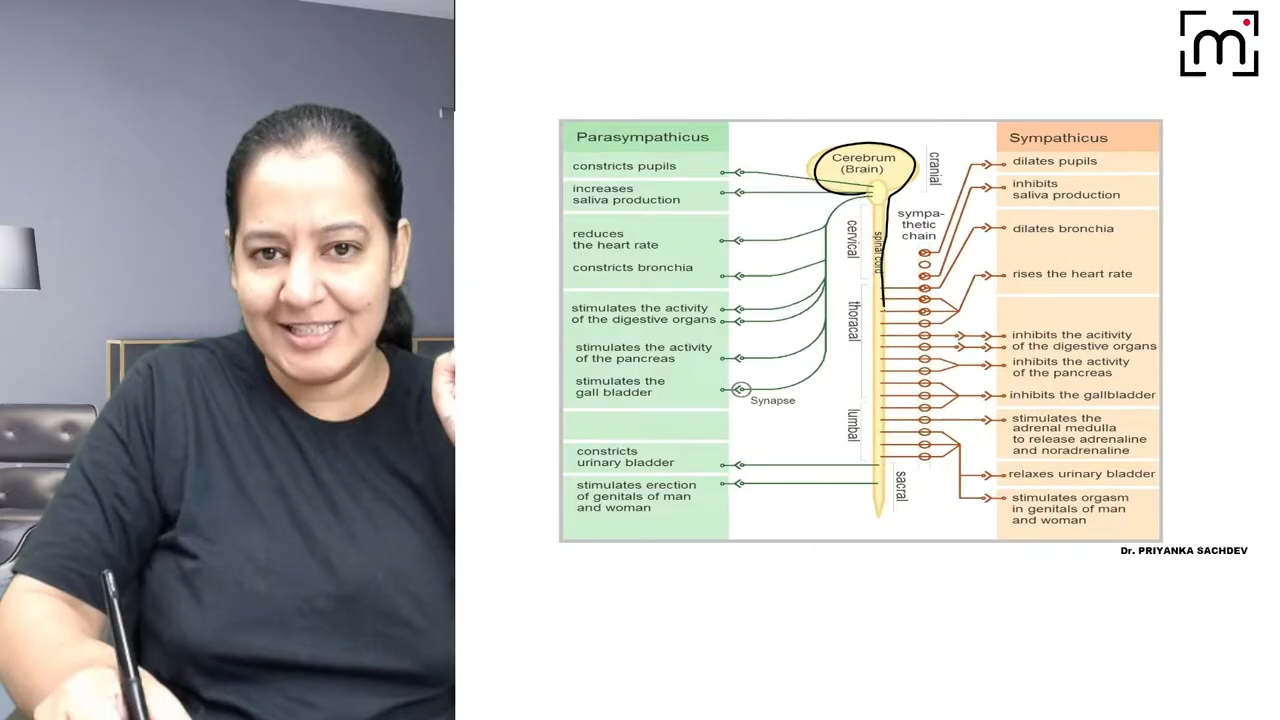 m
Parasympathicus
constricts pupils
increases
saliva production
reduces
the heart rate
constricts bronchia
stimulates the activity
of the digestive organs
stimulates the activity
of the pancreas
stimulates the
gall bladder
constricts
urinary bladder
stimulates erection
of genitals of man
and woman
Synapse
Cerebrum
(Brain)
cranial
sympa-
thetic
chain
cervical
spinal cord
thoracal
lumbal
sacral
Sympathicus
dilates pupils
inhibits
saliva production
dilates bronchia
rises the heart rate
inhibits the acitivity
of the digestive organs
inhibits the activity
of the pancreas
inhibits the gallbladder
stimulates the
adrenal medulla
to release adrenaline
and noradrenaline
relaxes urinary bladder
stimulates orgasm
in genitals of man
and woman
Dr. PRIYANKA SACHDEV